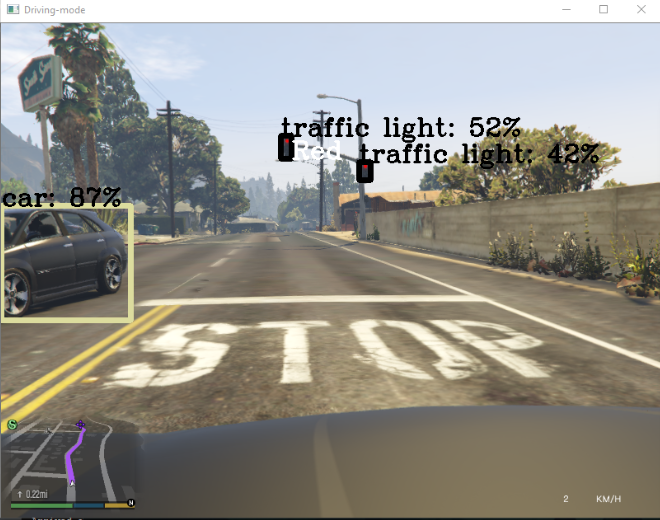 Driving-mode
traffic light: 52%
Red
traffic light: 42%
car: 87%
STOP
S
N
↑ 0.22mi
2 KM/H